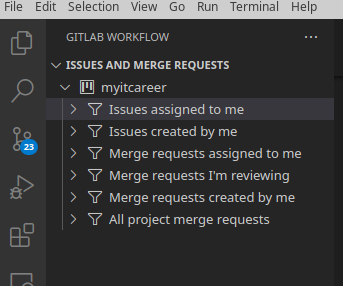 File Edit Selection View Go Run Terminal Help
GITLAB WORKFLOW ...
ISSUES AND MERGE REQUESTS
myitcareer
Issues assigned to me
Issues created by me
Merge requests assigned to me
23
Merge requests I'm reviewing
Merge requests created by me
All project merge requests